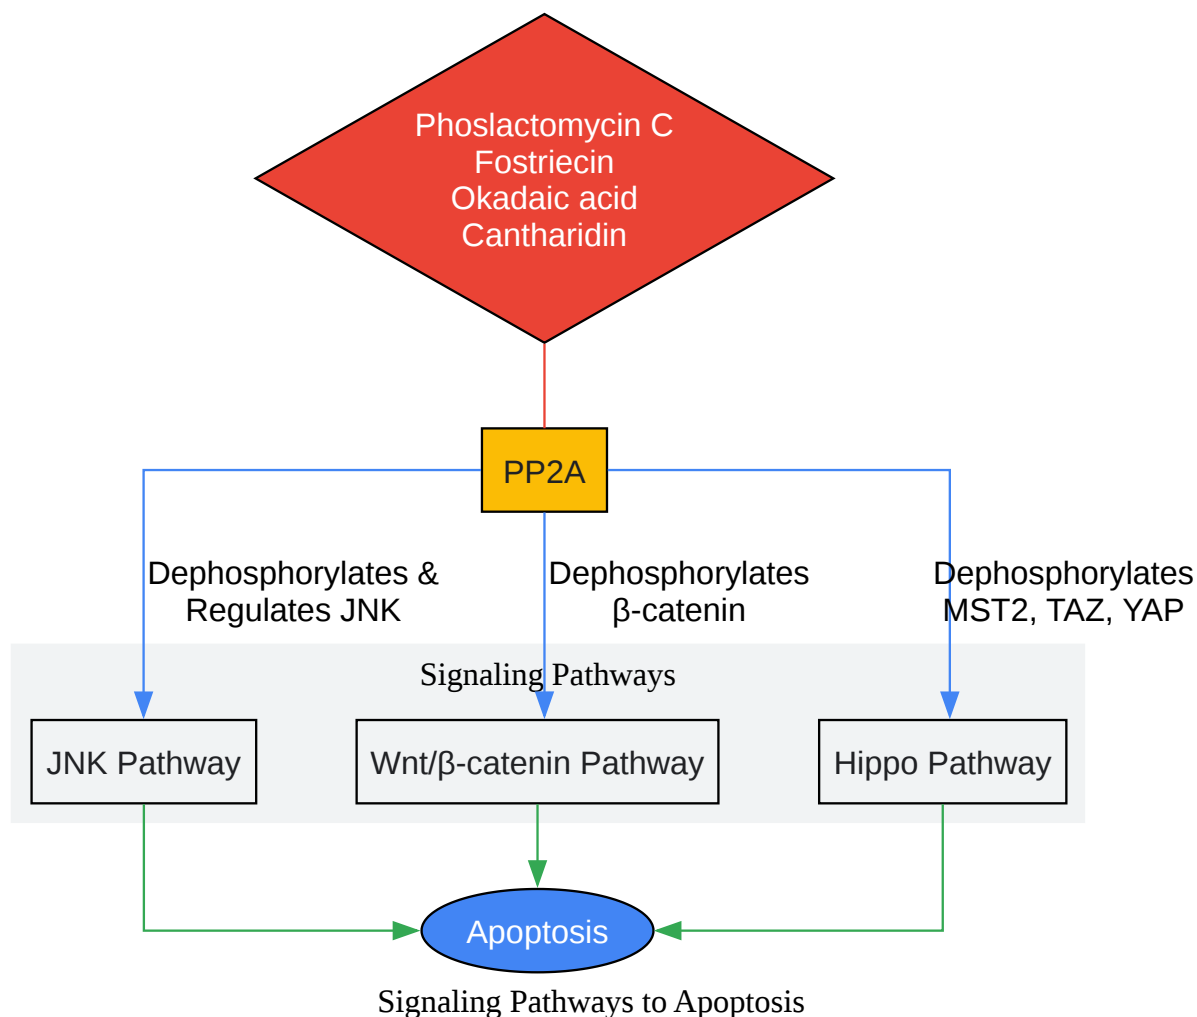 Phoslactomycin C
Fostriecin
Okadaic acid
Cantharidin
PP2A
Dephosphorylates &
Regulates JNK
Dephosphorylates
β-catenin
Dephosphorylates
MST2, TAZ, YAP
Signaling Pathways
JNK Pathway
Wnt/β-catenin Pathway
Hippo Pathway
Apoptosis
Signaling Pathways to Apoptosis